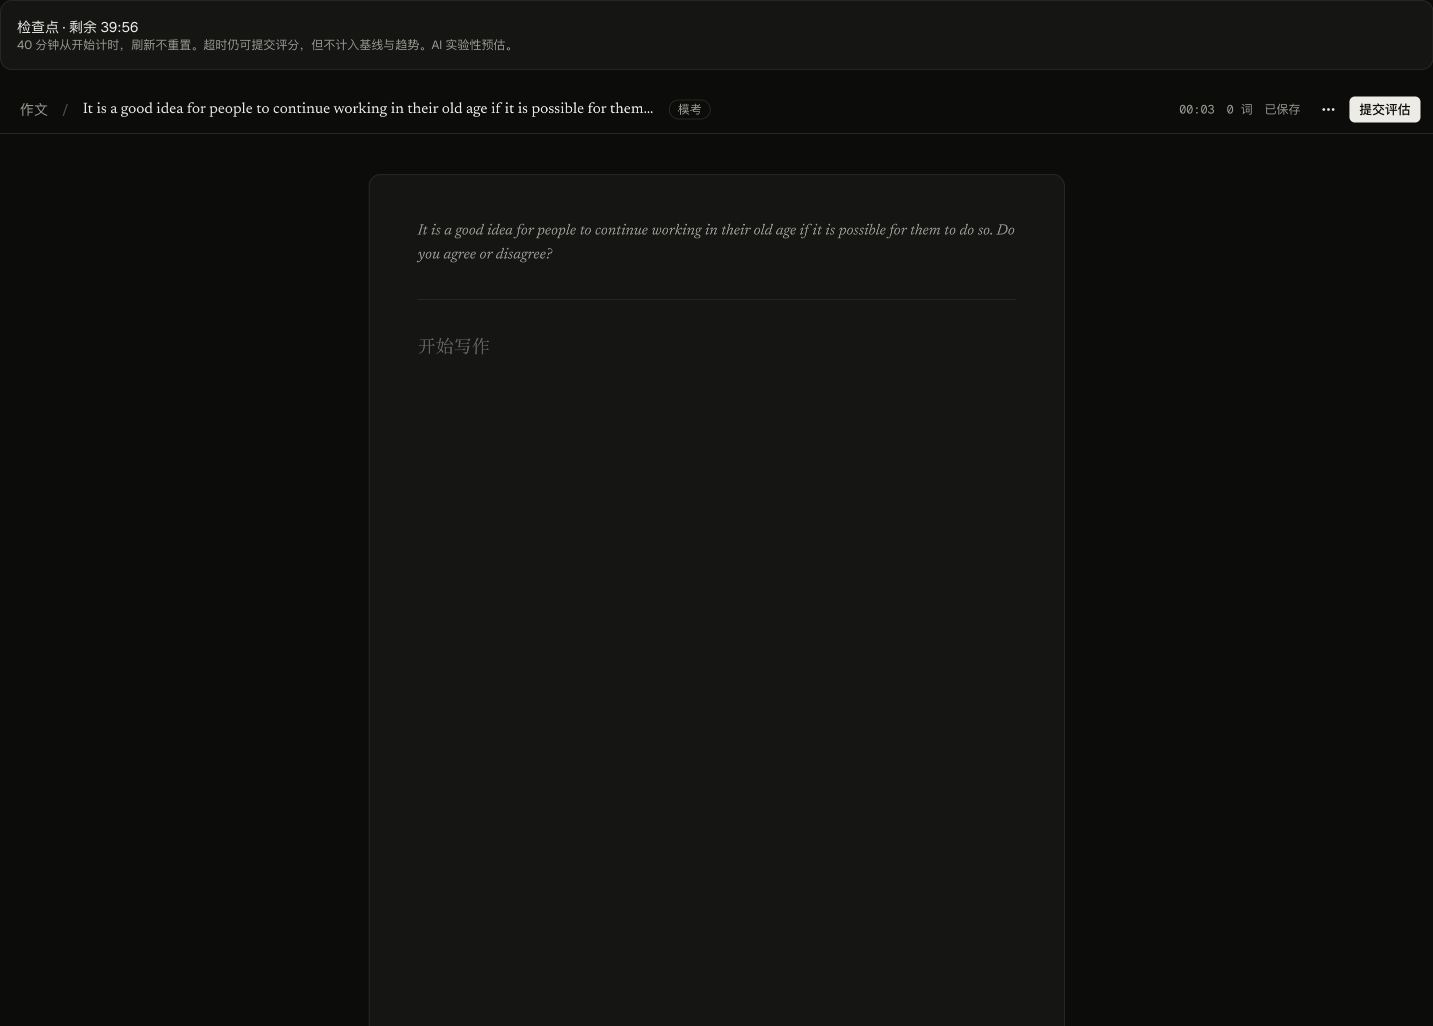 检查点 · 剩余 39:56
40 分钟从开始计时，刷新不重置。超时仍可提交评分，但不计入基线与趋势。AI 实验性预估。
作文 / It is a good idea for people to continue working in their old age if it is possible for them... 模考 00:03 0 词 已保存 ··· 提交评估
It is a good idea for people to continue working in their old age if it is possible for them to do so. Do
you agree or disagree?
开始写作